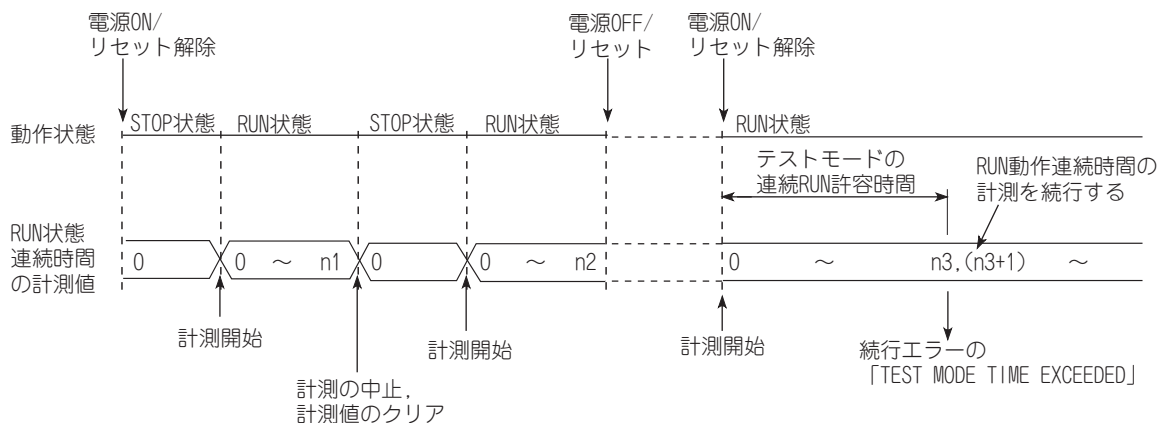 電源ON/
リセット解除
電源OFF/
リセット
電源ON/
リセット解除
動作状態
STOP状態
RUN状態
STOP状態
RUN状態
RUN状態
テストモードの
連続RUN許容時間
RUN動作連続時間の
計測を続行する
RUN状態
連続時間
の計測値
0
0 ～ n1
0
0 ～ n2
0 ～ n3,(n3+1) ～
計測開始
計測の中止,
計測値のクリア
計測開始
計測開始
続行エラーの
「TEST MODE TIME EXCEEDED」